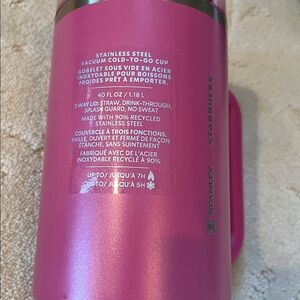 STAINLESS STEEL
VACUUM COLD-TO-GO CUP
GOBELET SOUS VIDE EN ACIER
INOXYDABLE POUR BOISSONS
FROIDES PRÊT À EMPORTER.
40 FL OZ / 1.18 L
3 WAY LID: STRAW, DRINK-THROUGH,
SPLASH GUARD, NO SWEAT
MADE WITH 90% RECYCLED
STAINLESS STEEL
COUVERCLE À TROIS FONCTIONS:
PAILLE, OUVERT ET FERMÉ DE FAÇON
ÉTANCHE, SANS SUINTEMENT
FABRIQUÉ AVEC DE L'ACIER
INOXYDABLE RECYCLÉ À 90%
UP TO / JUSQU'À 7H
UP TO / JUSQU'À 5H
STANLEY
STARBUCKS